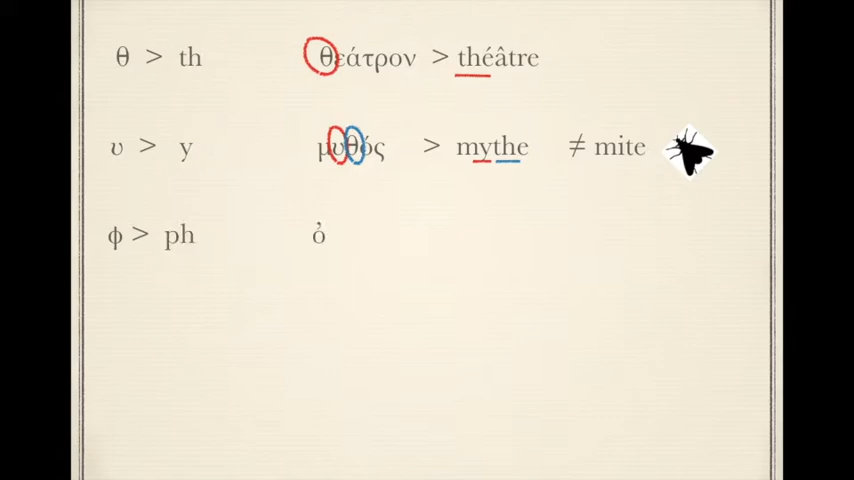 θ > th θεάτρον > théâtre
υ > y μυθός > mythe ≠ mite
ϕ > ph ὀ